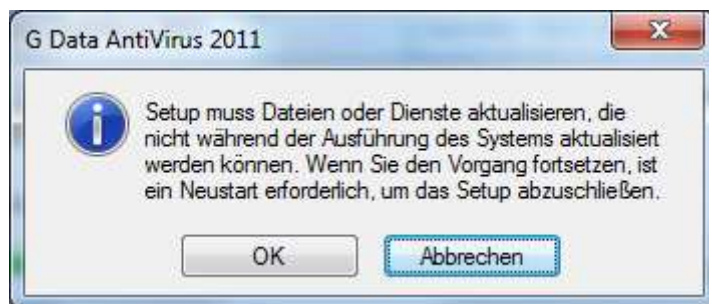 G Data AntiVirus 2011
Setup muss Dateien oder Dienste aktualisieren, die
nicht während der Ausführung des Systems aktualisiert
werden können. Wenn Sie den Vorgang fortsetzen, ist
ein Neustart erforderlich, um das Setup abzuschließen.
OK
Abbrechen